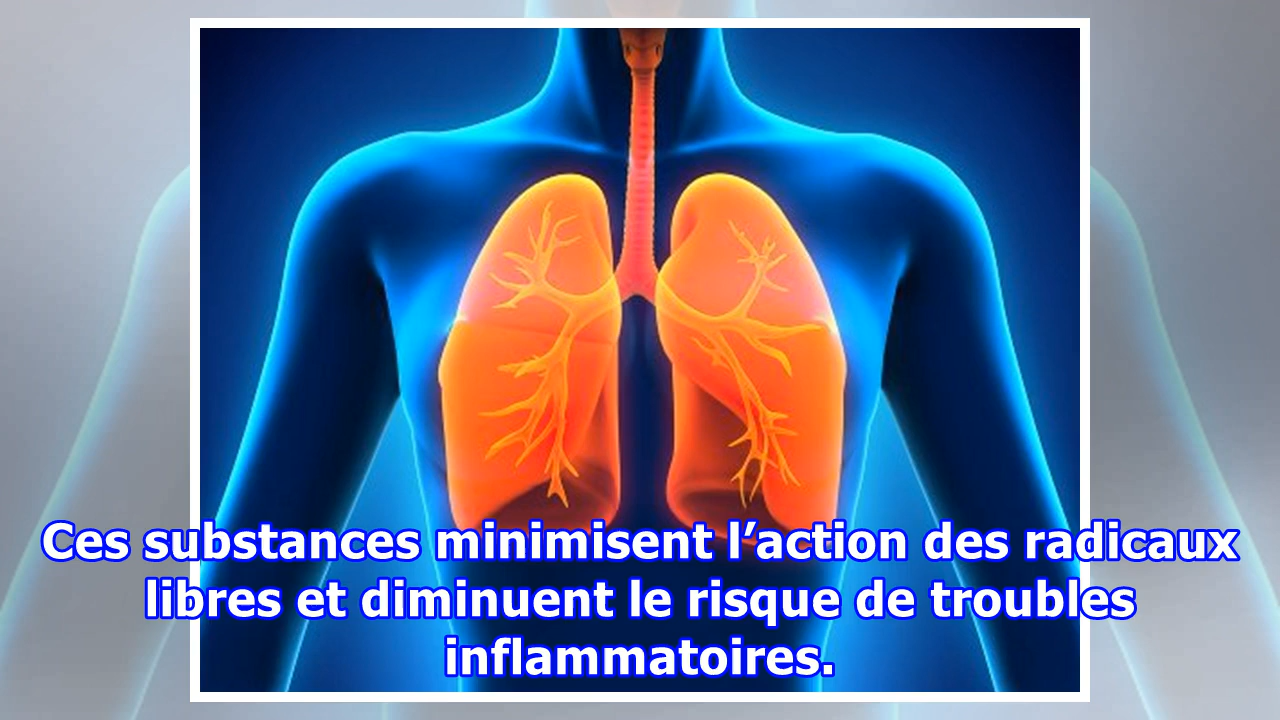 Ces substances minimisent l’action des radicaux
libres et diminuent le risque de troubles
inflammatoires.